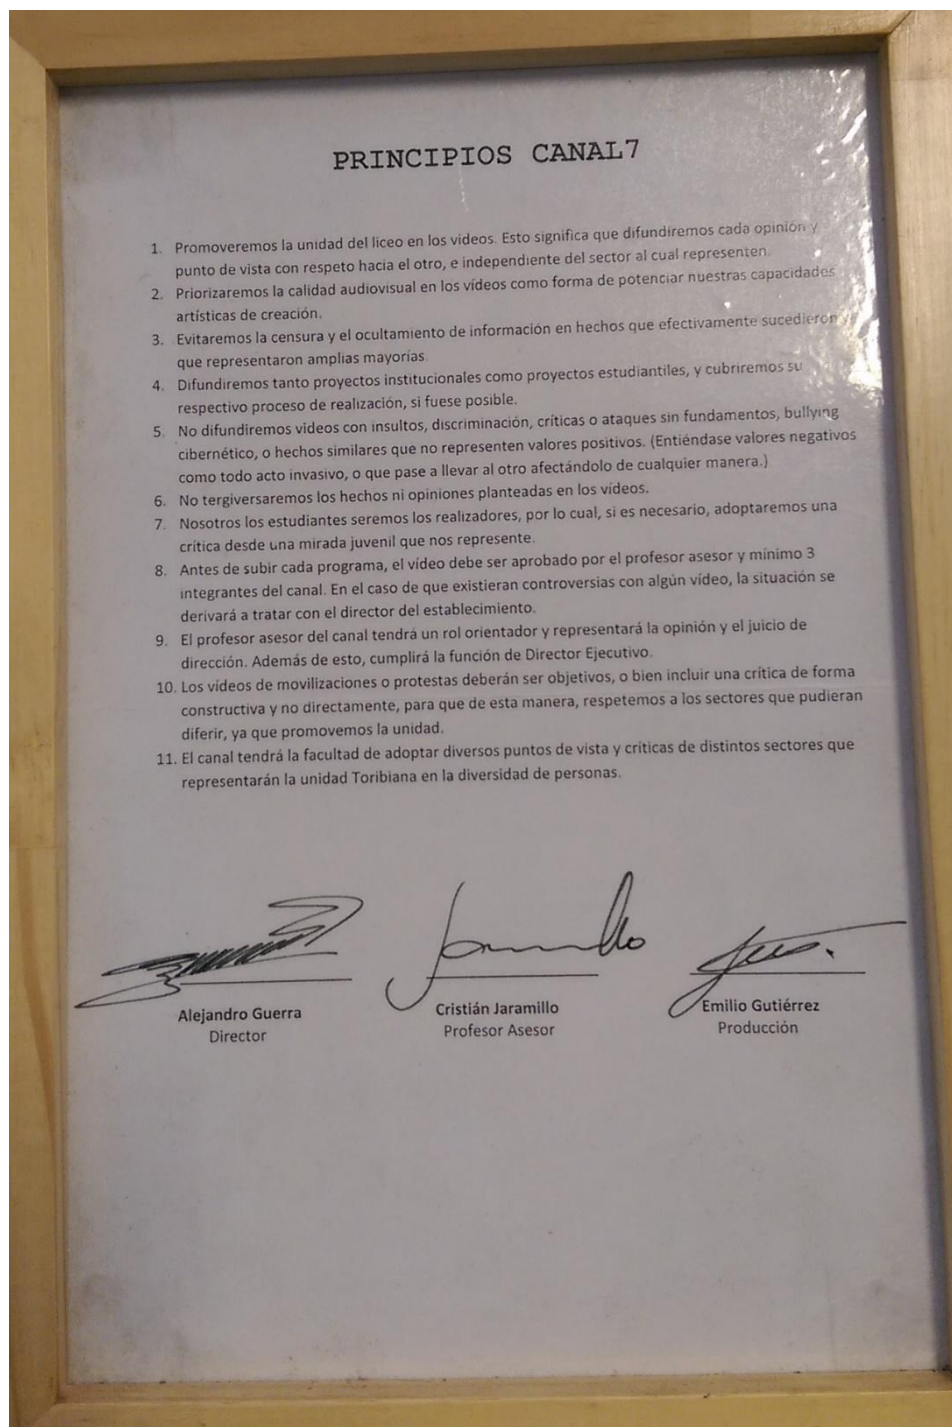 PRINCIPIOS CANAL7
1. Promoveremos la unidad del liceo en los videos. Esto significa que difundiremos cada opinión y
punto de vista con respeto hacia el otro, e independiente del sector al cual representen.
2. Priorizaremos la calidad audiovisual en los vídeos como forma de potenciar nuestras capacidades
artísticas de creación.
3. Evitaremos la censura y el ocultamiento de información en hechos que efectivamente sucedieron
que representaron amplias mayorías.
4. Difundiremos tanto proyectos institucionales como proyectos estudiantiles, y cubriremos su
respectivo proceso de realización, si fuese posible.
5. No difundiremos videos con insultos, discriminación, críticas o ataques sin fundamentos, bullying
cibernético, o hechos similares que no representen valores positivos. (Entiéndase valores negativos
como todo acto invasivo, o que pase a llevar al otro afectándolo de cualquier manera.)
6. No tergiversaremos los hechos ni opiniones planteadas en los vídeos.
7. Nosotros los estudiantes seremos los realizadores, por lo cual, si es necesario, adoptaremos una
crítica desde una mirada juvenil que nos represente.
8. Antes de subir cada programa, el vídeo debe ser aprobado por el profesor asesor y mínimo 3
integrantes del canal. En el caso de que existieran controversias con algún vídeo, la situación se
derivará a tratar con el director del establecimiento.
9. El profesor asesor del canal tendrá un rol orientador y representará la opinión y el juicio de
dirección. Además de esto, cumplirá la función de Director Ejecutivo.
10. Los vídeos de movilizaciones o protestas deberán ser objetivos, o bien incluir una crítica de forma
constructiva y no directamente, para que de esta manera, respetemos a los sectores que pudieran
diferir, ya que promovemos la unidad.
11. El canal tendrá la facultad de adoptar diversos puntos de vista y críticas de distintos sectores que
representarán la unidad Toribiana en la diversidad de personas.
Alejandro Guerra
Director
Cristián Jaramillo
Profesor Asesor
Emilio Gutiérrez
Producción